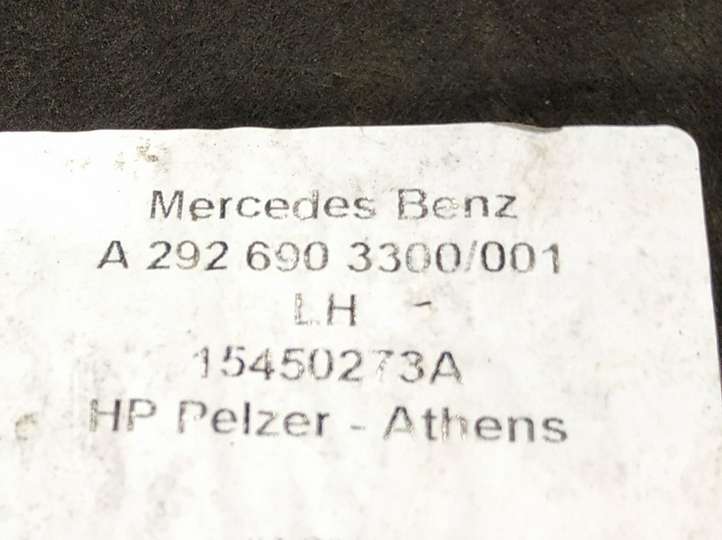 Mercedes Benz
A 292 690 3300/001
LH -
15450273A
HP Pelzer - Athens